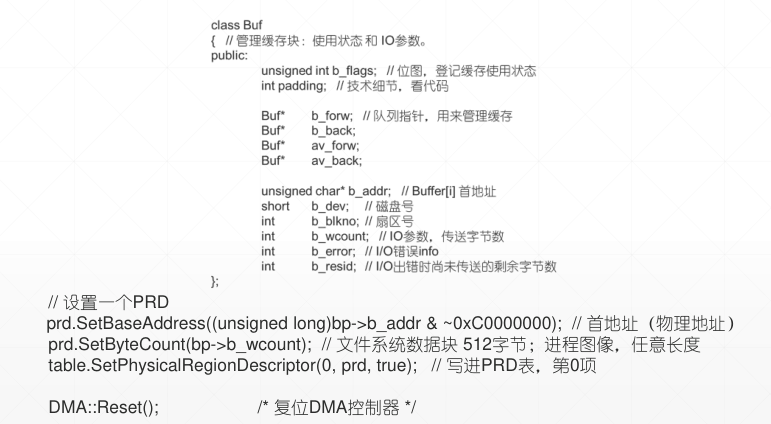 class Buf
{ // 管理缓存块：使用状态 和 IO参数。
public:
unsigned int b_flags; // 位图，登记缓存使用状态
int padding; // 技术细节，看代码
Buf* b_forw; // 队列指针，用来管理缓存
Buf* b_back;
Buf* av_forw;
Buf* av_back;
unsigned char* b_addr; // Buffer[i] 首地址
short b_dev; // 磁盘号
int b_blkno; // 扇区号
int b_wcount; // IO参数，传送字节数
int b_error; // I/O错误info
int b_resid; // I/O出错时尚未传送的剩余字节数
};
// 设置一个PRD
prd.SetBaseAddress((unsigned long)bp->b_addr & ~0xC0000000); // 首地址（物理地址）
prd.SetByteCount(bp->b_wcount); // 文件系统数据块 512字节；进程图像，任意长度
table.SetPhysicalRegionDescriptor(0, prd, true); // 写进PRD表，第0项
DMA::Reset(); /* 复位DMA控制器 */